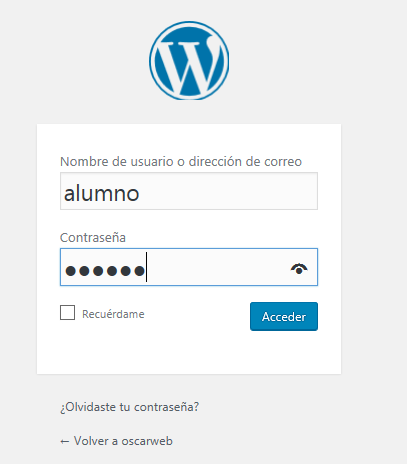 Nombre de usuario o dirección de correo
alumno
Contraseña
●●●●●●
Recuérdame
Acceder
¿Olvidaste tu contraseña?
← Volver a oscarweb